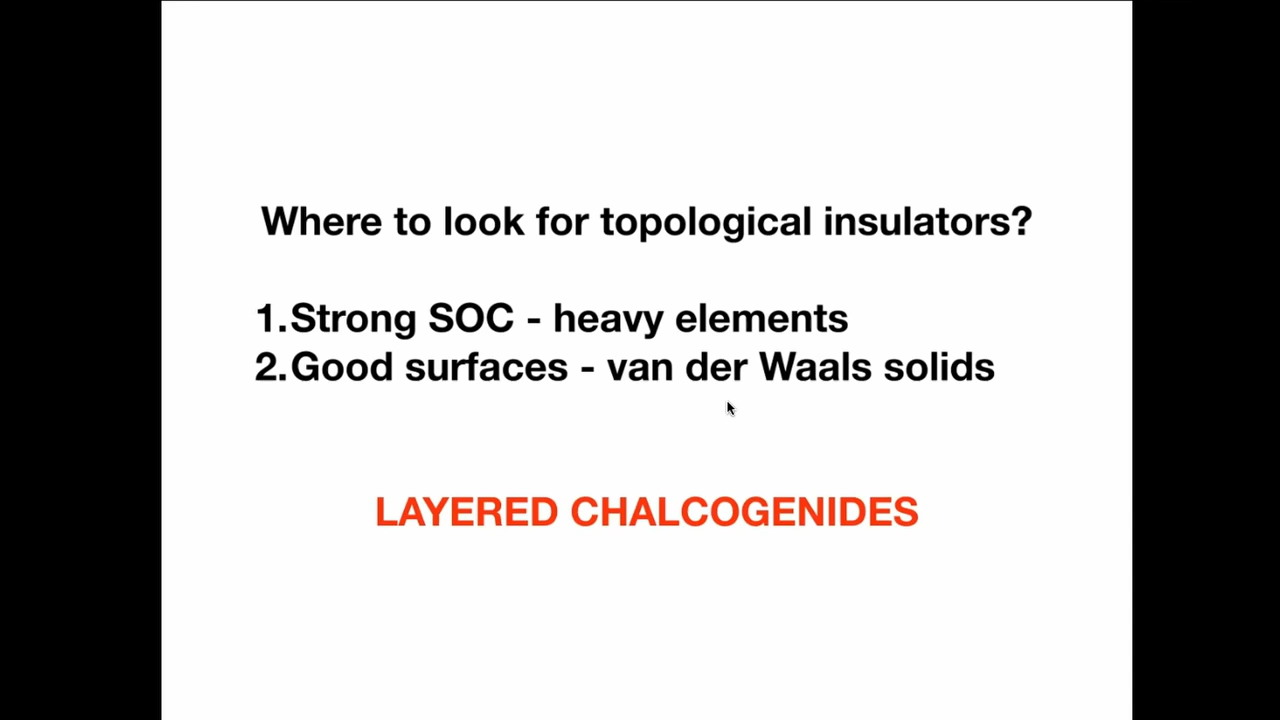 Where to look for topological insulators?
1.Strong SOC - heavy elements
2.Good surfaces - van der Waals solids
LAYERED CHALCOGENIDES